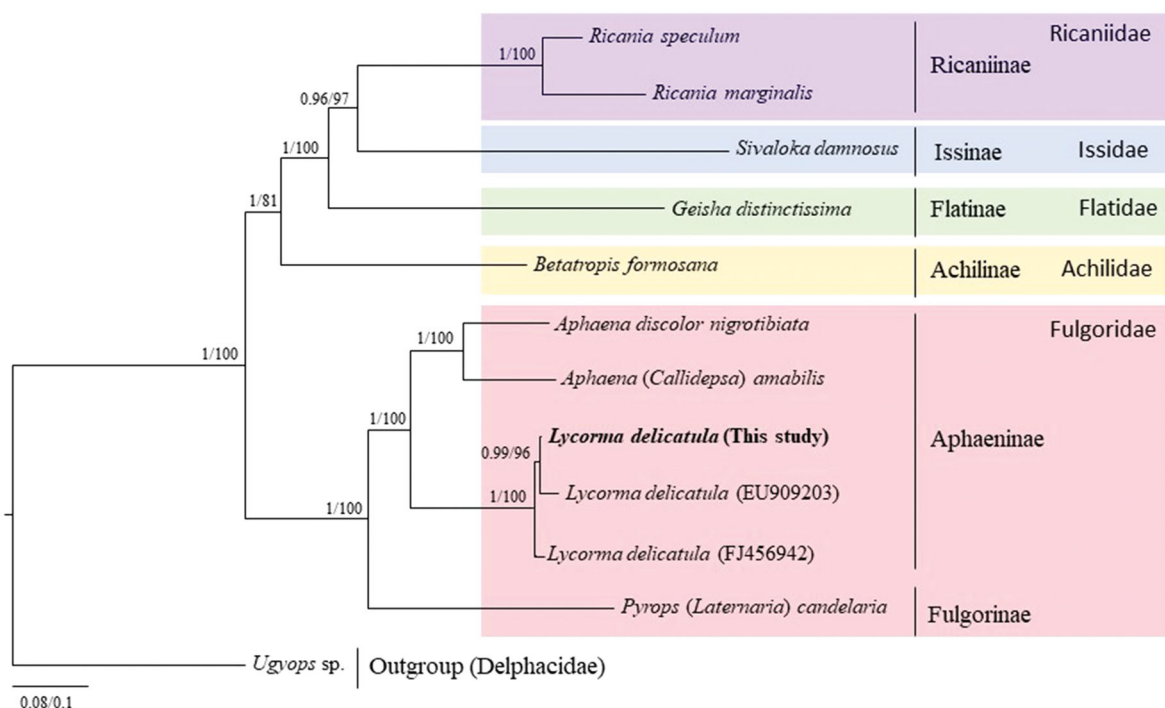 Ricania speculum
Ricaniidae
1/100
Ricaniinae
Ricania marginalis
0.96/97
Sivaloka damnosus
Issinae
Issidae
1/100
Geisha distinctissima
Flatinae
Flatidae
1/81
Betatropis formosana
Achilinae
Achilidae
Aphaena discolor nigrotibiata
Fulgoridae
1/100
1/100
Aphaena (Callidepsa) amabilis
1/100
Lycorma delicatula (This study)
Aphaeninae
0.99/96
Lycorma delicatula (EU909203)
1/100
1/100
Lycorma delicatula (FJ456942)
Pyrops (Laternaria) candelaria
Fulgorinae
Ugyops sp.
Outgroup (Delphacidae)
0.08/0.1